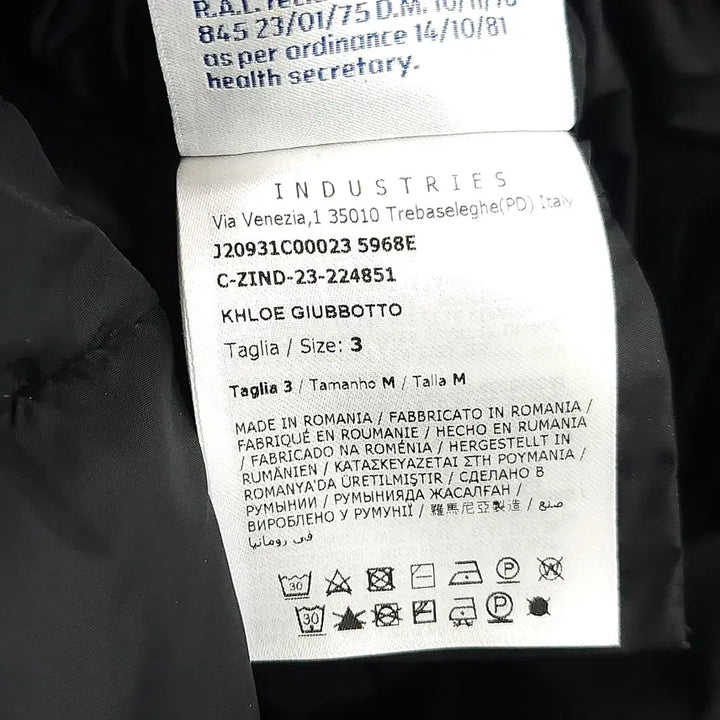 845 23/01/75 D.M. 10/11/76
as per ordinance 14/10/81
health secretary.
INDUSTRIES
Via Venezia,1 35010 Trebaseleghe(PD) Italy
J20931C00023 5968E
C-ZIND-23-224851
KHLOE GIUBBOTTO
Taglia / Size: 3
Taglia 3 / Tamanho M / Talla M
MADE IN ROMANIA / FABBRICATO IN ROMANIA /
FABRIQUÉ EN ROUMANIE / HECHO EN RUMANIA
/ FABRICADO NA ROMÉNIA / HERGESTELLT IN
RUMÄNIEN / ΚΑΤΑΣΚΕΥΑΖΕΤΑΙ ΣΤΗ ΡΟΥΜΑΝΙΑ /
ROMANYA'DA ÜRETILMIŞTIR / СДЕЛАНО В
РУМЫНИИ / РУМЫНИЯДА ЖАСАЛҒАН /
ВИРОБЛЕНО У РУМУНІЇ / 羅馬尼亞製造 / صنع
في رومانيا
30 P W
30 P